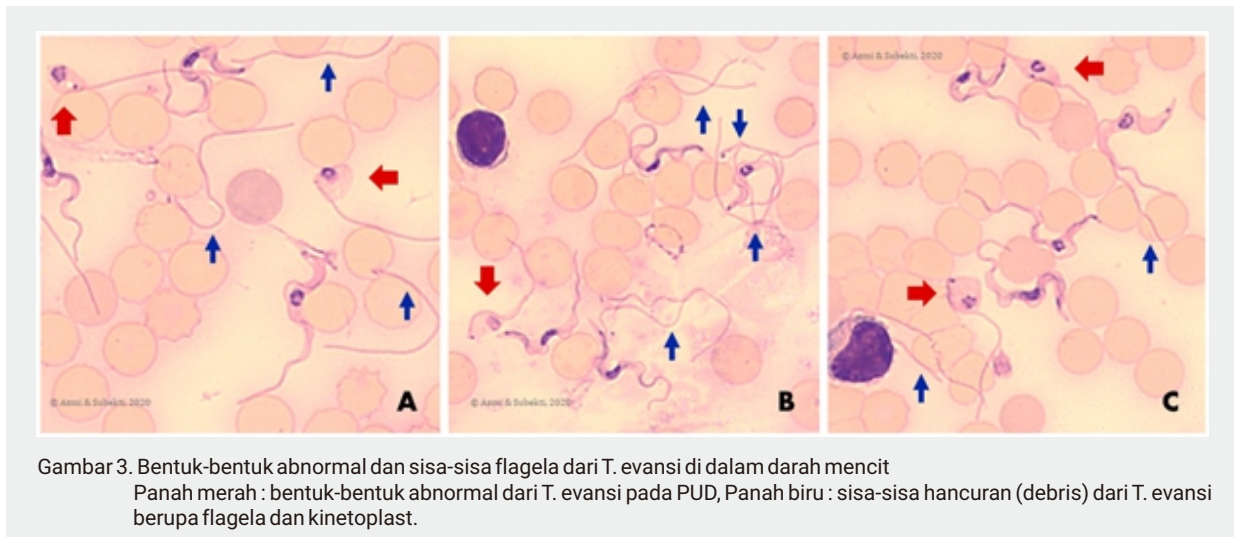 © Azmi & Subekti, 2020
A
© Azmi & Subekti, 2020
B
© Azmi & Subekti, 2020
C
Gambar 3. Bentuk-bentuk abnormal dan sisa-sisa flagela dari T. evansi di dalam darah mencit
Panah merah : bentuk-bentuk abnormal dari T. evansi pada PUD, Panah biru : sisa-sisa hancuran (debris) dari T. evansi
berupa flagela dan kinetoplast.